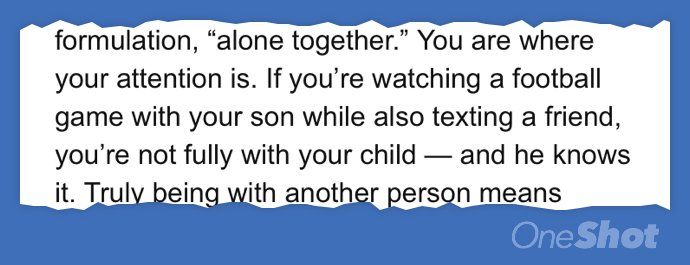 formulation, “alone together.” You are where
your attention is. If you’re watching a football
game with your son while also texting a friend,
you’re not fully with your child — and he knows
it. Truly being with another person means
OneShot